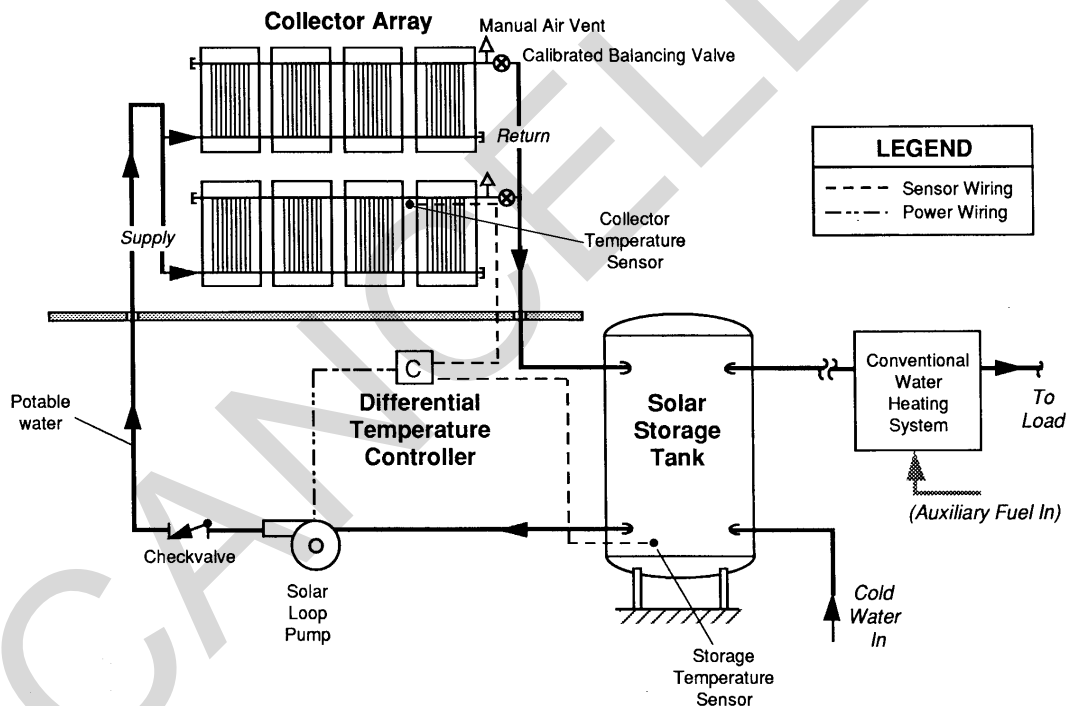 Collector Array
Manual Air Vent
Calibrated Balancing Valve
Return
Supply
Collector
Temperature
Sensor
LEGEND
Sensor Wiring
Power Wiring
C
Differential
Temperature
Controller
Potable
water
Checkvalve
Solar
Loop
Pump
Solar
Storage
Tank
Conventional
Water
Heating
System
To
Load
(Auxiliary Fuel In)
Cold
Water
In
Storage
Temperature
Sensor
CANCELL